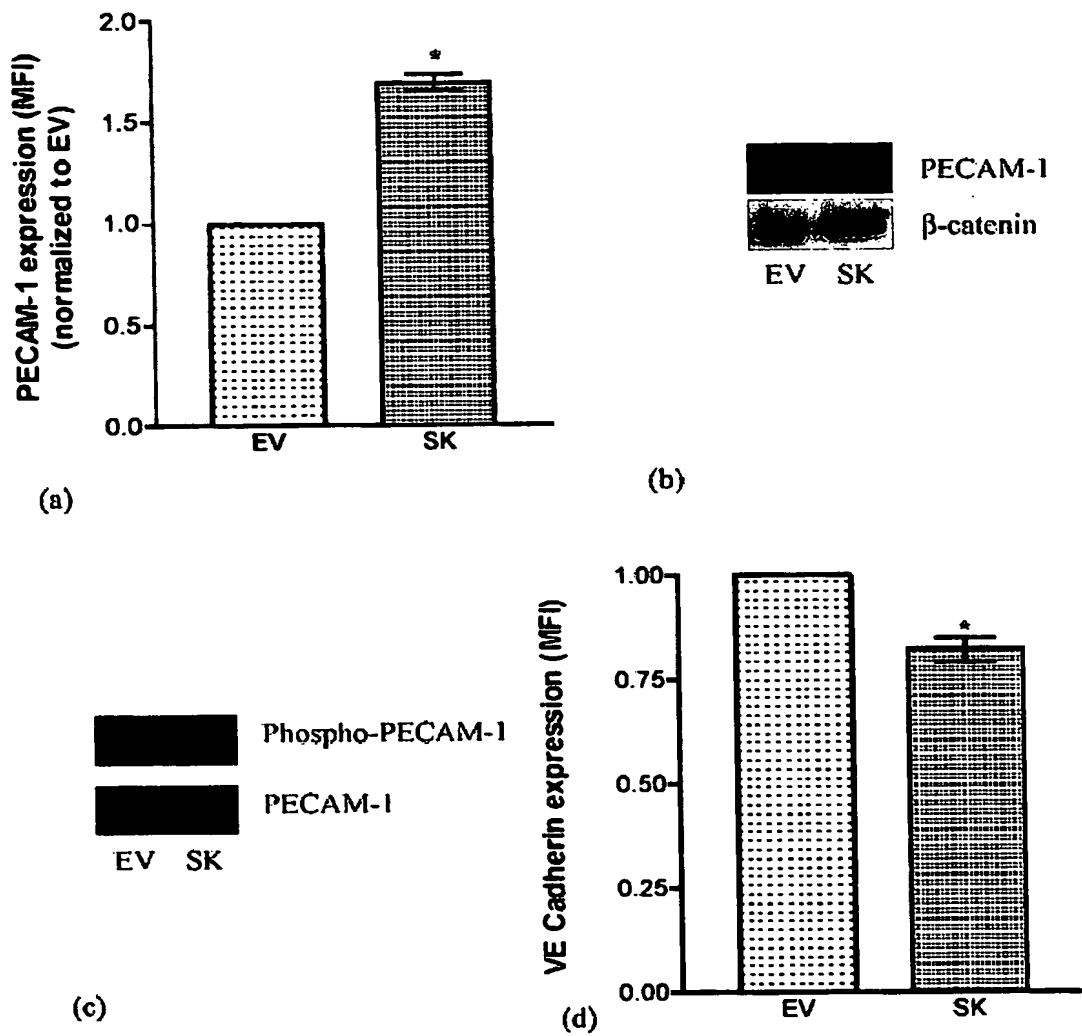 PECAM-1 expression (MFI)
(normalized to EV)
2.0
1.5
1.0
0.5
0.0
*
EV SK
(a)
PECAM-1
β-catenin
EV SK
(b)
Phospho-PECAM-1
PECAM-1
EV SK
(c)
VE Cadherin expression (MFI)
1.00
0.75
0.50
0.25
0.00
*
EV SK
(d)